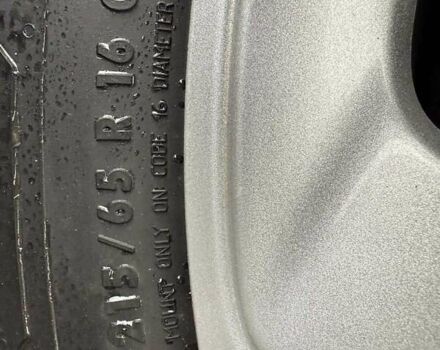 215/65 R 16
MOUNT ONLY ON CODE 16 DIAMETER